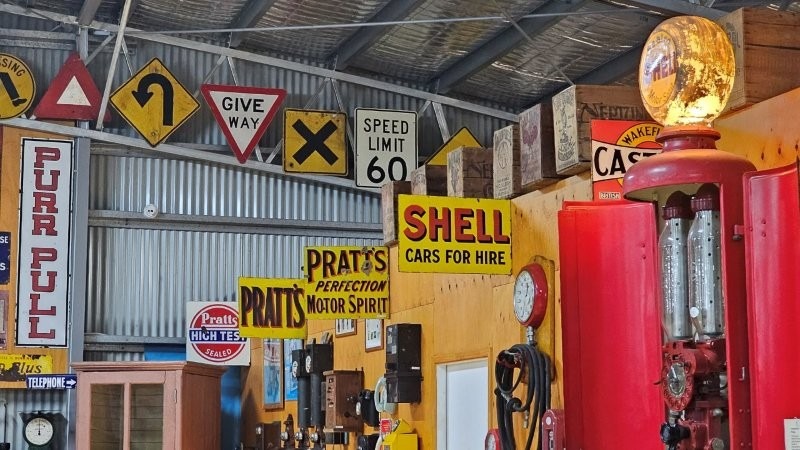 GIVE
WAY
SPEED
LIMIT
60
PURR PULL
SHELL
CARS FOR HIRE
WAKEFIELD
PRATTS
PERFECTION
MOTOR SPIRIT
PRATTS
Pratts
HIGH TEST
SEALED
TELEPHONE